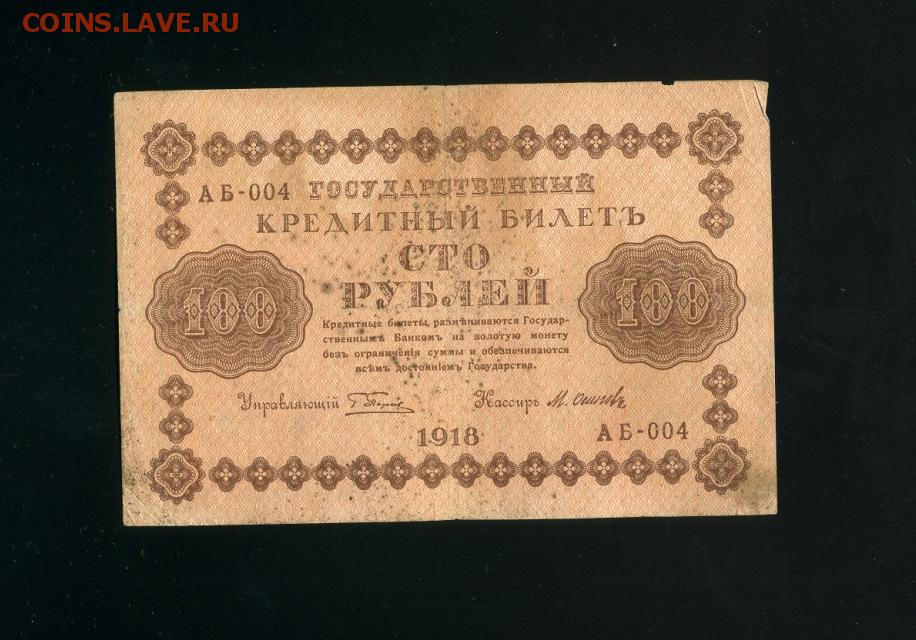 COINS.LAVE.RU
АБ-004 ГОСУДАРСТВЕННЫЙ
КРЕДИТНЫЙ БИЛЕТЪ
СТО
РУБЛЕЙ
100 100
Кредитные билеты размѣниваются Государ-
ственнымъ Банкомъ на золотую монету
безъ ограниченія суммы и обезпечиваются
всѣмъ достояніемъ Государства.
Управляющій Кассиръ
1918 АБ-004